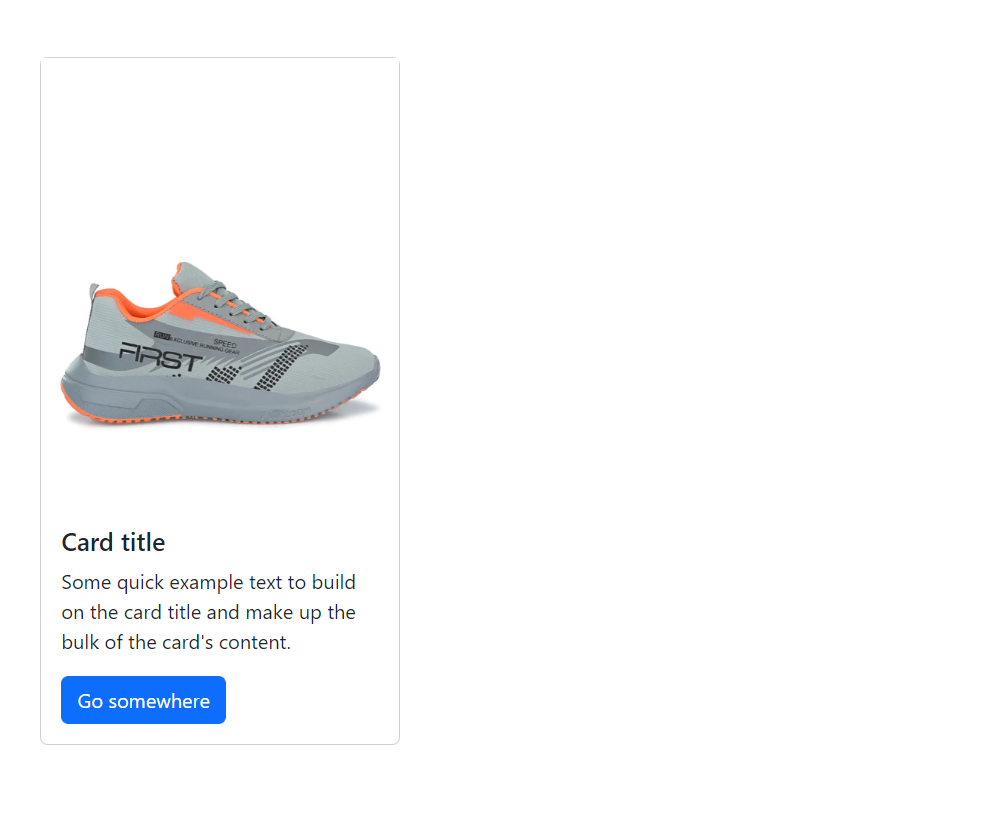 RUN EXCLUSIVE RUNNING GEAR
SPEED
FIRST
Card title
Some quick example text to build
on the card title and make up the
bulk of the card's content.
Go somewhere